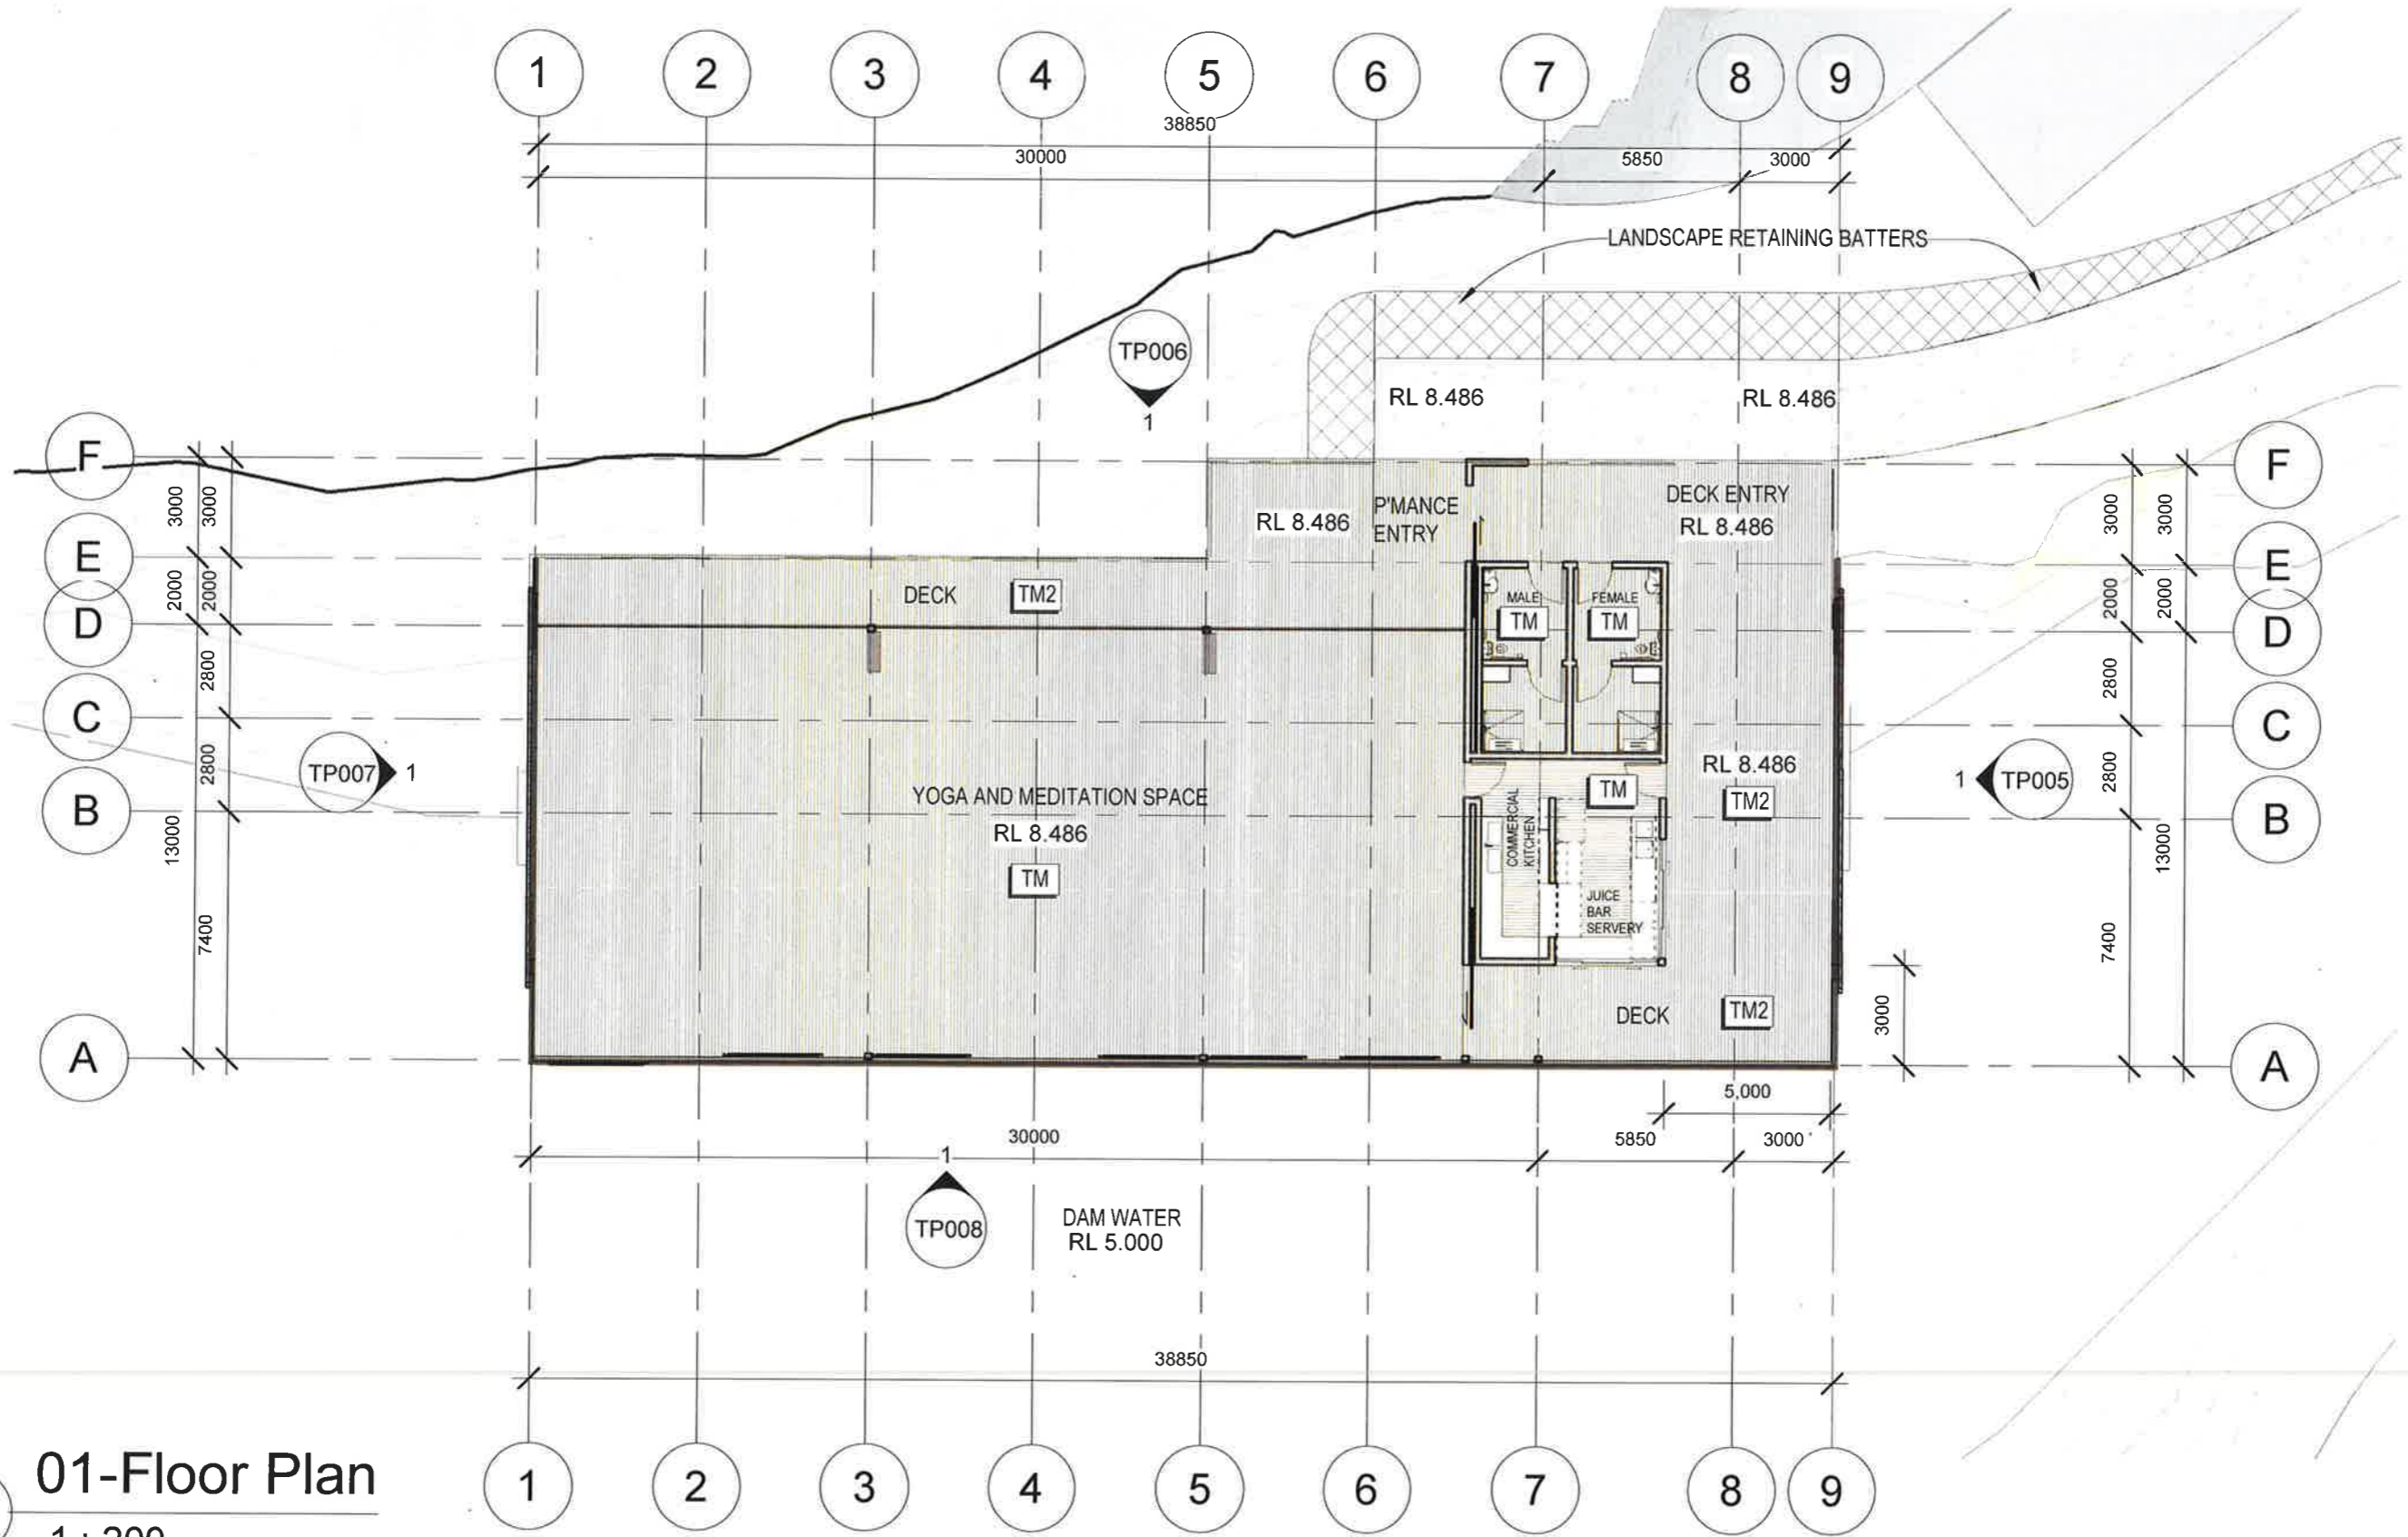 1 2 3 4 5 6 7 8 9
38850
30000 5850 3000
LANDSCAPE RETAINING BATTERS
TP006
1
RL 8.486 RL 8.486
F F
3000 3000 3000 3000
P'MANCE
ENTRY
RL 8.486
DECK ENTRY
RL 8.486
E E
2000 2000 2000 2000
DECK TM2
MALE FEMALE
TM TM
D D
2800 2800
C C
TP007 1
2800 2800
RL 8.486
TM2
1 TP005
TM
B B
YOGA AND MEDITATION SPACE
RL 8.486
TM
COMMERCIAL
KITCHEN
JUICE
BAR
SERVERY
13000 13000
7400 7400
3000
DECK TM2
A A
5,000
30000 5850 3000
1
TP008
DAM WATER
RL 5.000
38850
1 2 3 4 5 6 7 8 9
01-Floor Plan